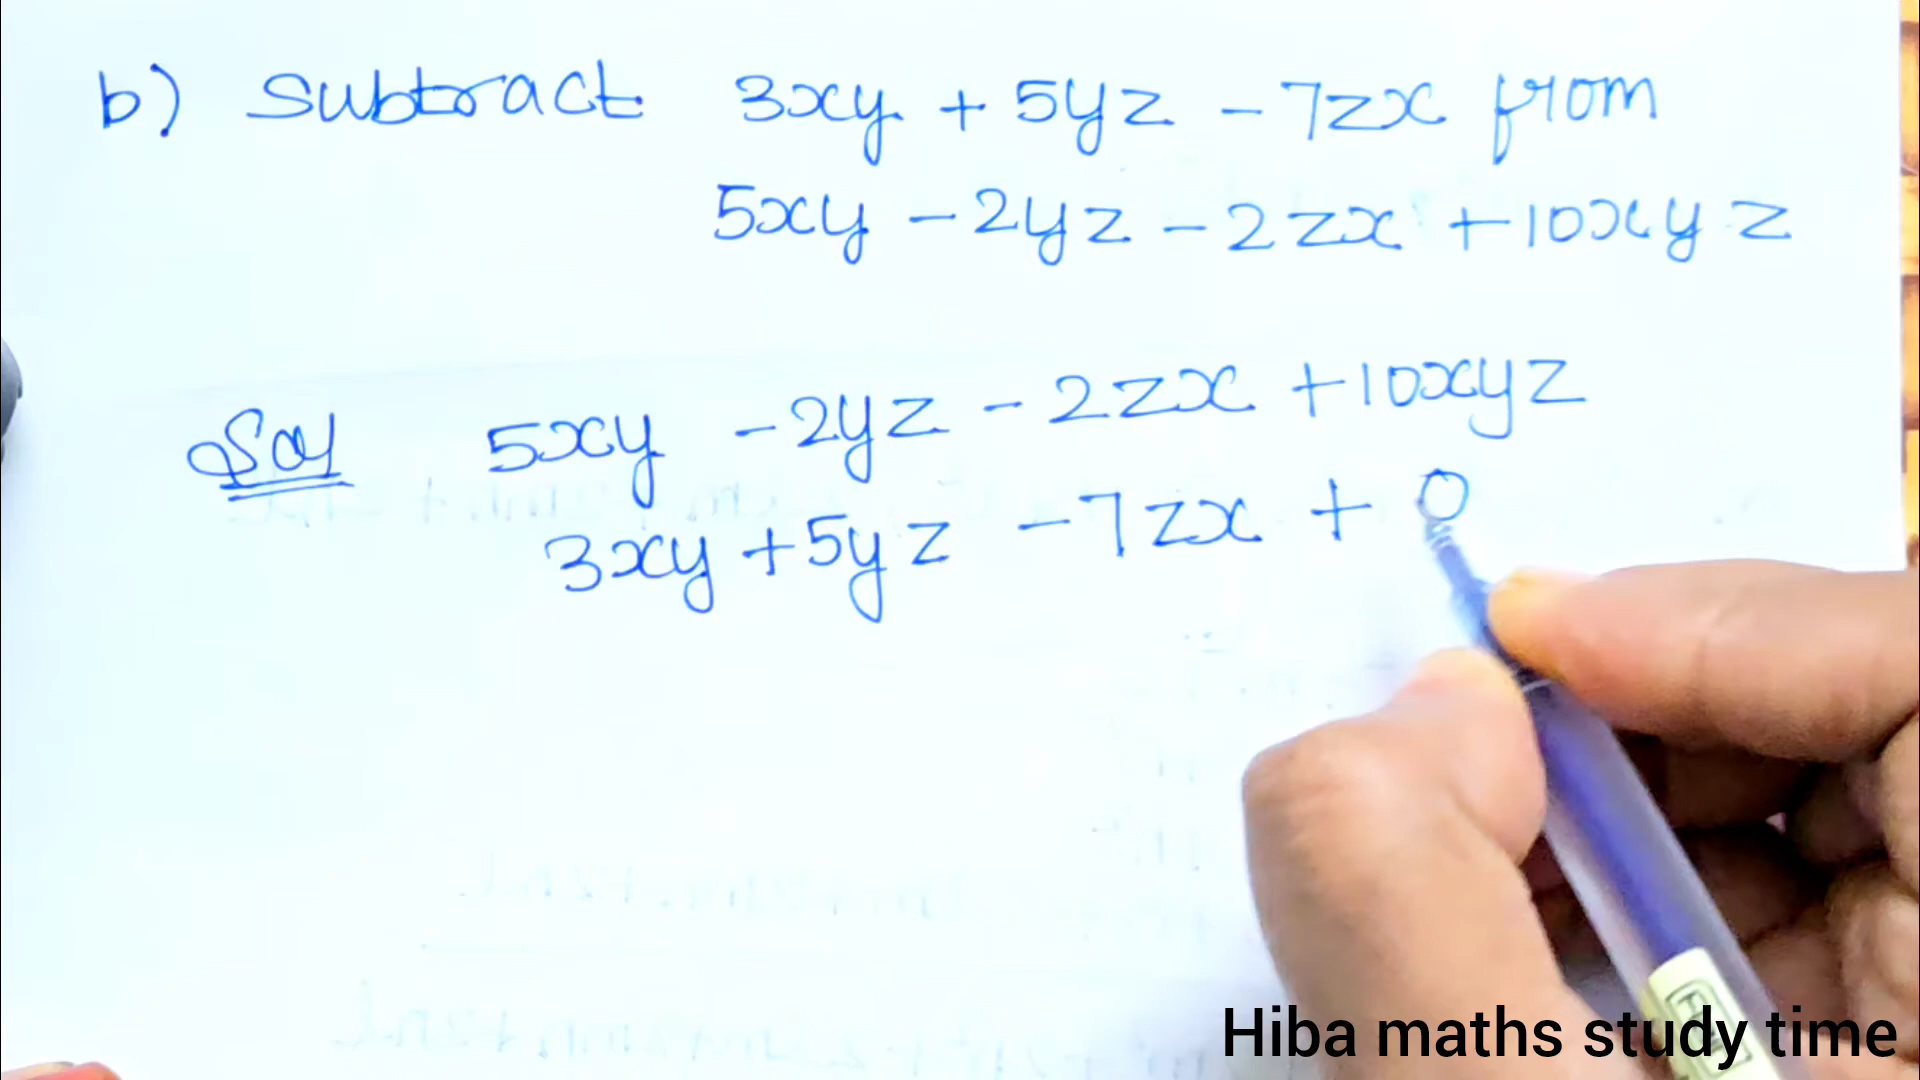 b) Subtract 3xy + 5yz - 7zx from
5xy - 2yz - 2zx + 10xyz
Sol 5xy - 2yz - 2zx + 10xyz
3xy + 5yz - 7zx + 0
Hiba maths study time